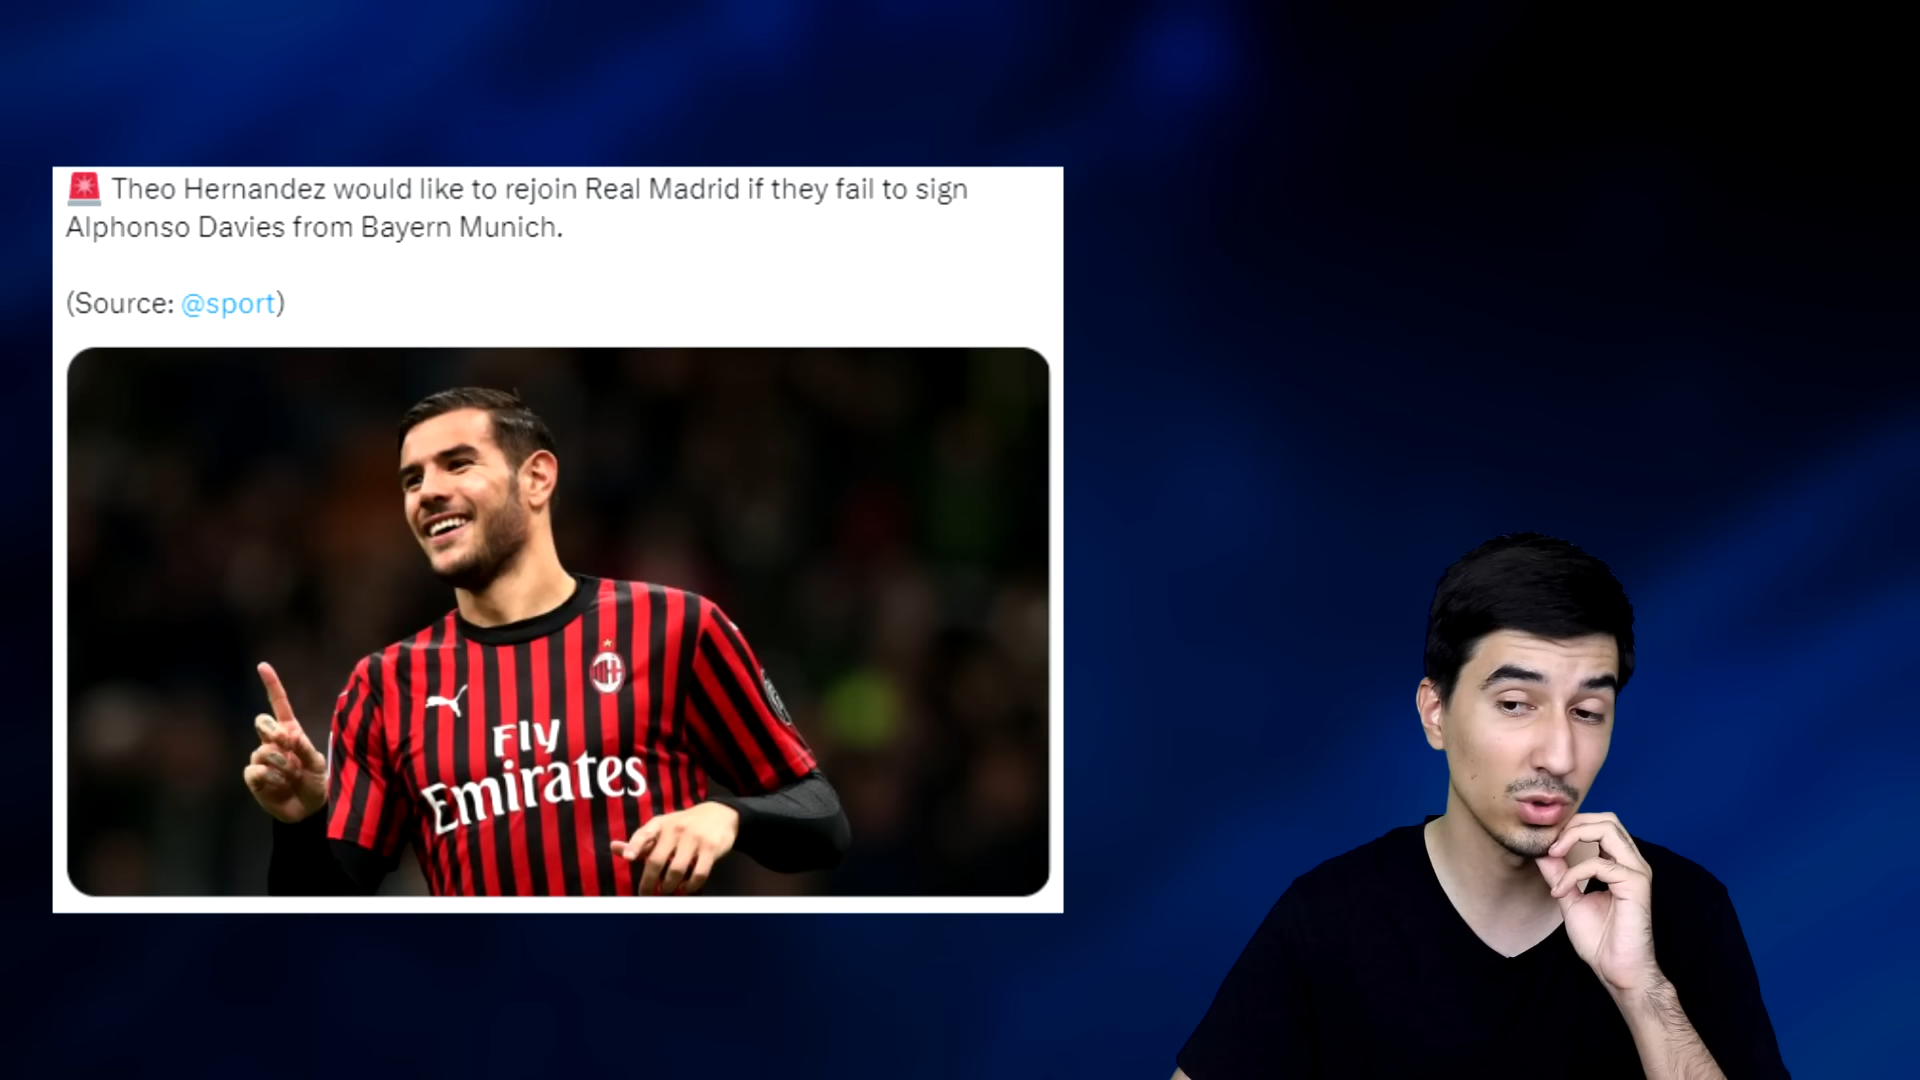 🚨 Theo Hernandez would like to rejoin Real Madrid if they fail to sign
Alphonso Davies from Bayern Munich.
(Source: @sport)
Fly
Emirates